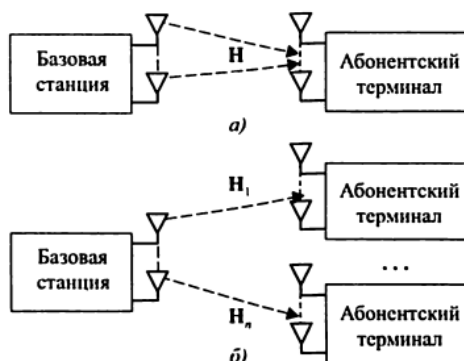 Базовая
станция
H
Абонентский
терминал
а)
Базовая
станция
H₁
Абонентский
терминал
...
Hₙ
Абонентский
терминал
б)